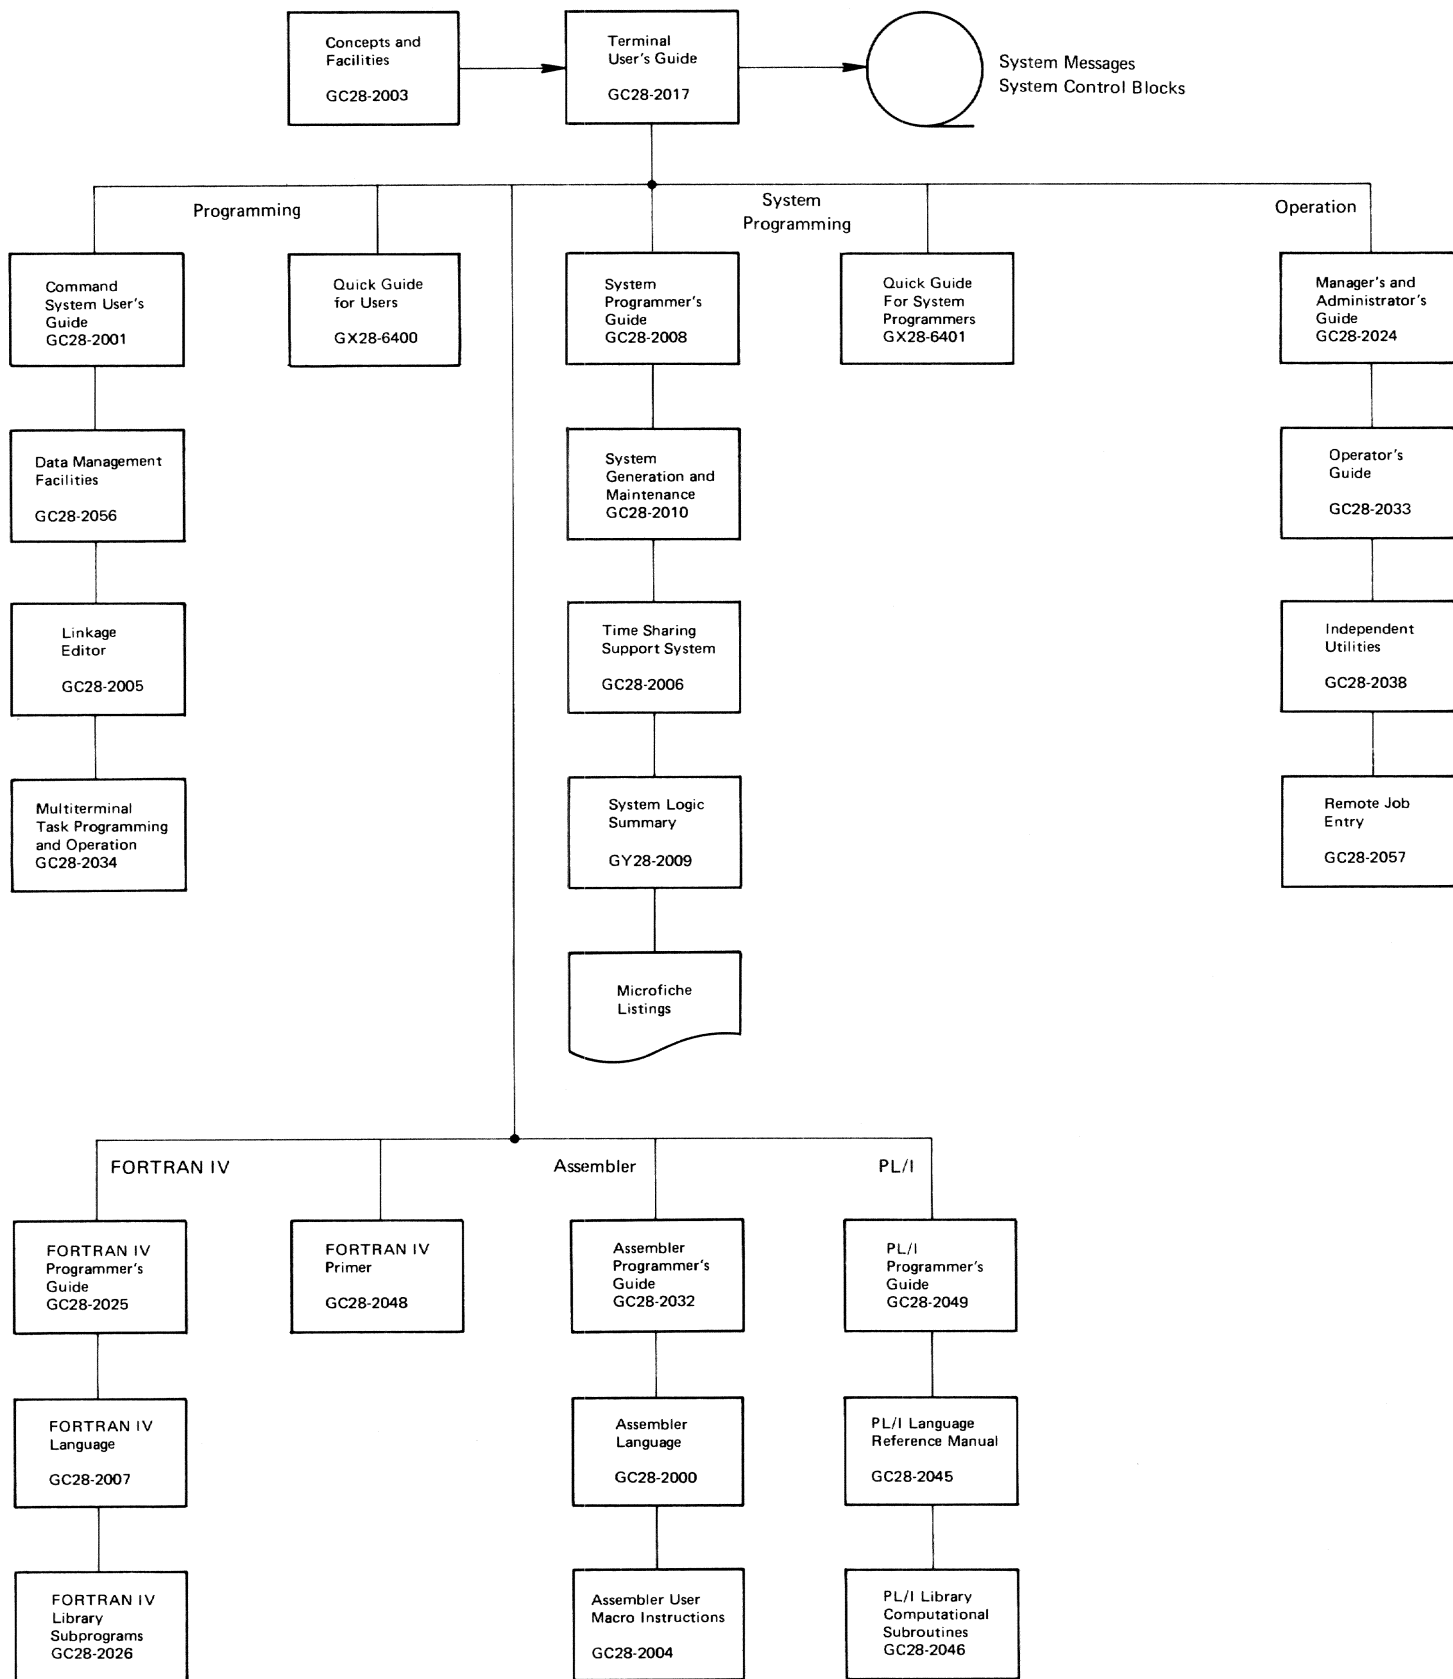 Concepts and
Facilities
GC28-2003
Terminal
User's Guide
GC28-2017
System Messages
System Control Blocks
Programming
System
Programming
Operation
Command
System User's
Guide
GC28-2001
Quick Guide
for Users
GX28-6400
System
Programmer's
Guide
GC28-2008
Quick Guide
For System
Programmers
GX28-6401
Manager's and
Administrator's
Guide
GC28-2024
Data Management
Facilities
GC28-2056
System
Generation and
Maintenance
GC28-2010
Operator's
Guide
GC28-2033
Linkage
Editor
GC28-2005
Time Sharing
Support System
GC28-2006
Independent
Utilities
GC28-2038
Multiterminal
Task Programming
and Operation
GC28-2034
System Logic
Summary
GY28-2009
Remote Job
Entry
GC28-2057
Microfiche
Listings
FORTRAN IV
Assembler
PL/I
FORTRAN IV
Programmer's
Guide
GC28-2025
FORTRAN IV
Primer
GC28-2048
Assembler
Programmer's
Guide
GC28-2032
PL/I
Programmer's
Guide
GC28-2049
FORTRAN IV
Language
GC28-2007
Assembler
Language
GC28-2000
PL/I Language
Reference Manual
GC28-2045
FORTRAN IV
Library
Subprograms
GC28-2026
Assembler User
Macro Instructions
GC28-2004
PL/I Library
Computational
Subroutines
GC28-2046